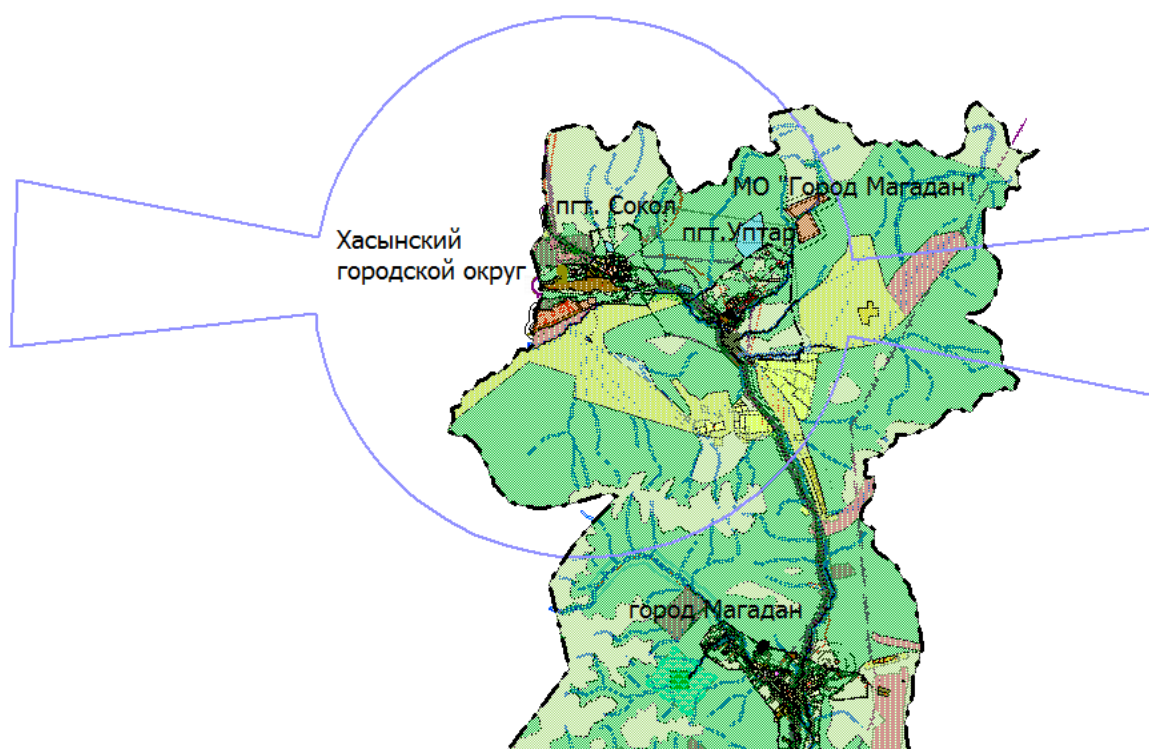 МО "Город Магадан"
пгт. Сокол
пгт.Уптар
Хасынский
городской округ
город Магадан